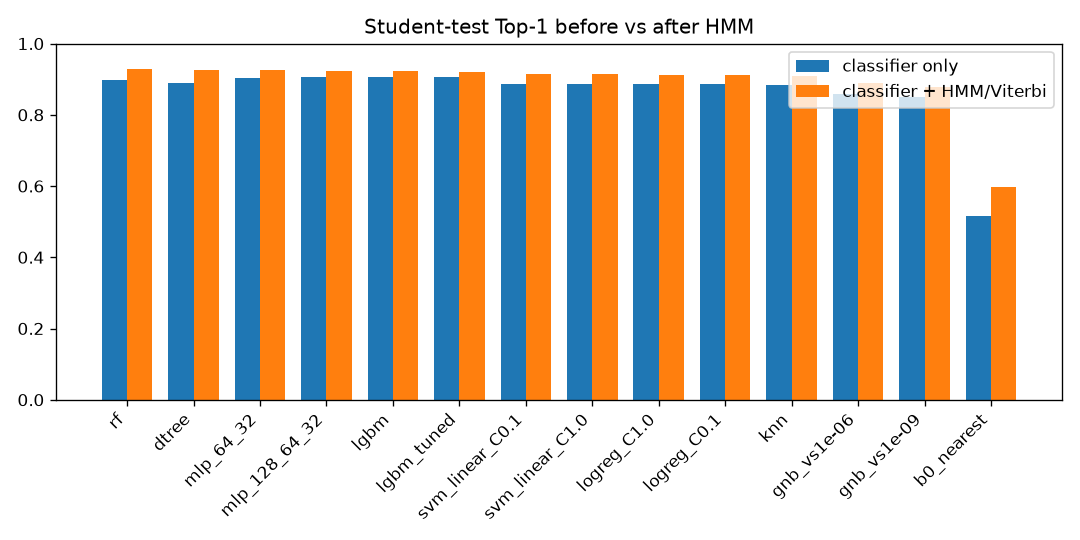 Student-test Top-1 before vs after HMM
classifier only
classifier + HMM/Viterbi
1.0
0.8
0.6
0.4
0.2
0.0
rf
dtree
mlp_64_32
mlp_128_64_32
lgbm
lgbm_tuned
svm_linear_C0.1
svm_linear_C1.0
logreg_C1.0
logreg_C0.1
knn
gnb_vs1e-06
gnb_vs1e-09
b0_nearest